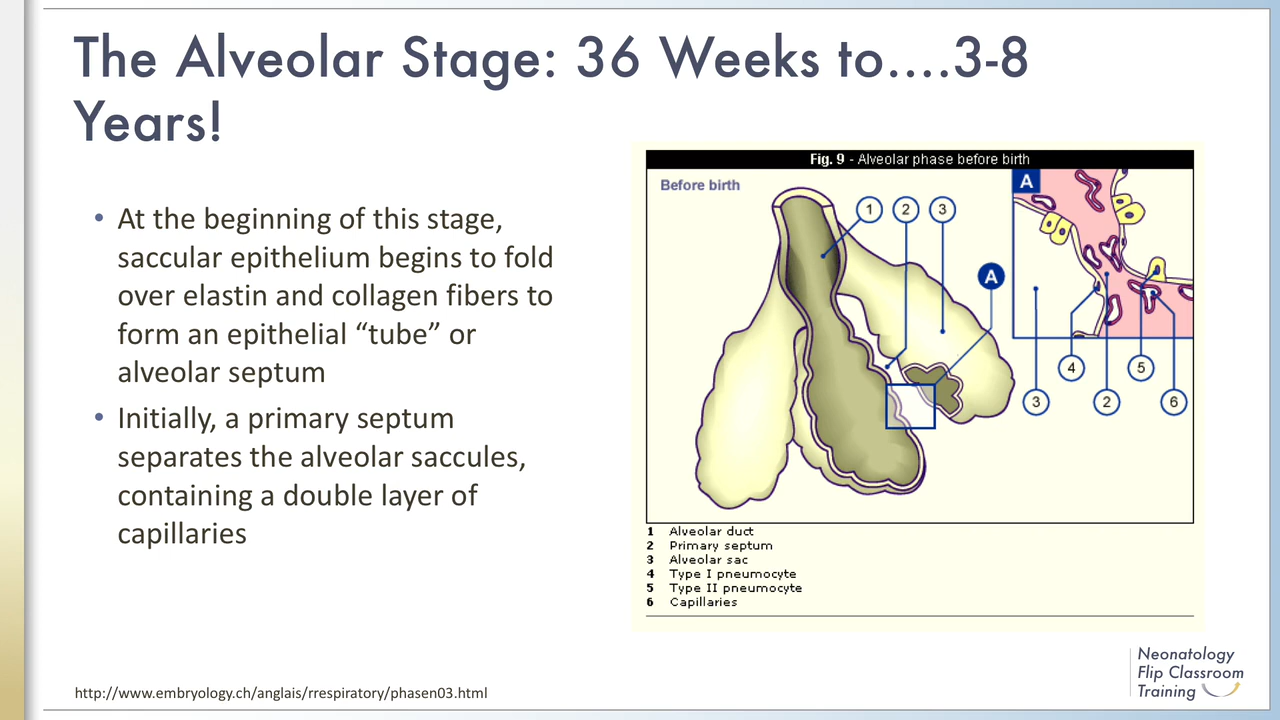 The Alveolar Stage: 36 Weeks to....3-8
Years!
• At the beginning of this stage,
saccular epithelium begins to fold
over elastin and collagen fibers to
form an epithelial “tube” or
alveolar septum
• Initially, a primary septum
separates the alveolar saccules,
containing a double layer of
capillaries
Fig. 9 - Alveolar phase before birth
Before birth
1 2 3
A
A
4 5
3 2 6
1 Alveolar duct
2 Primary septum
3 Alveolar sac
4 Type I pneumocyte
5 Type II pneumocyte
6 Capillaries
http://www.embryology.ch/anglais/rrespiratory/phasen03.html
Neonatology
Flip Classroom
Training